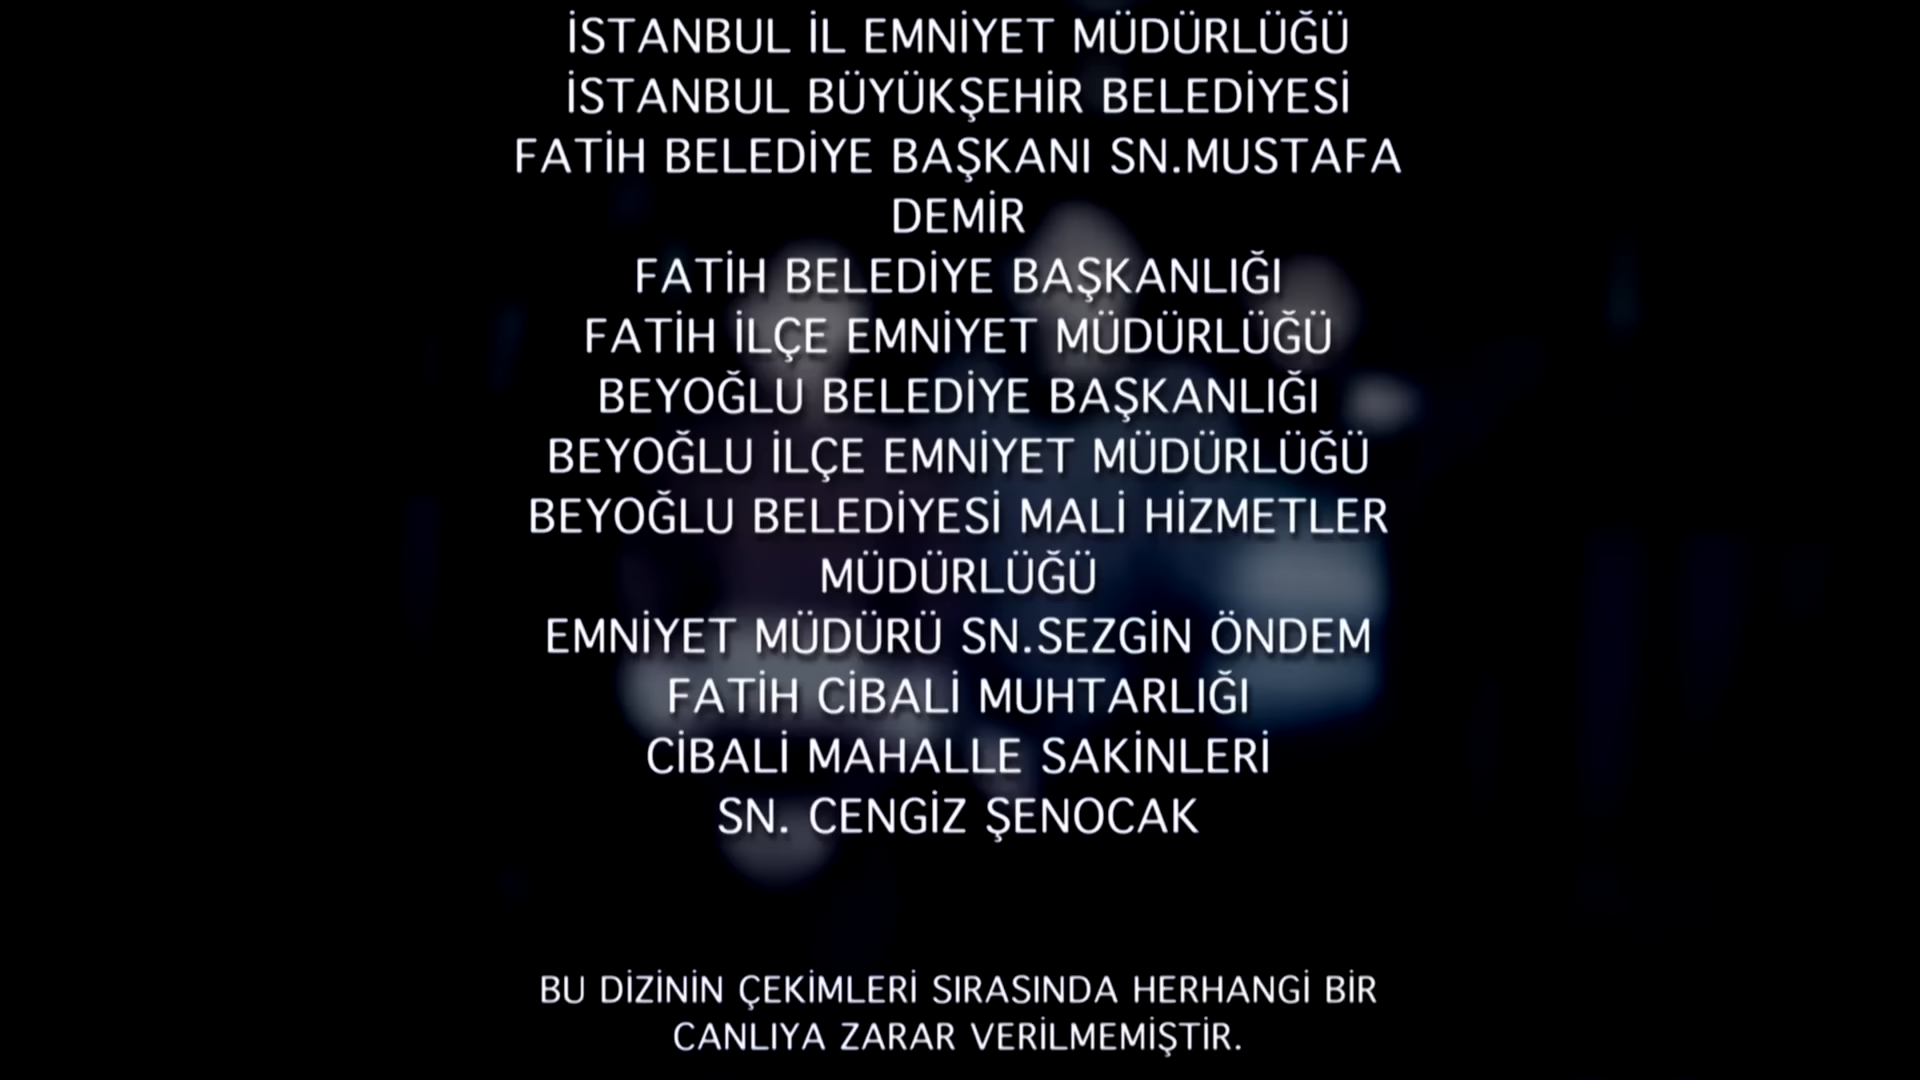 İSTANBUL İL EMNİYET MÜDÜRLÜĞÜ
İSTANBUL BÜYÜKŞEHİR BELEDİYESİ
FATİH BELEDİYE BAŞKANI SN.MUSTAFA
DEMİR
FATİH BELEDİYE BAŞKANLIĞI
FATİH İLÇE EMNİYET MÜDÜRLÜĞÜ
BEYOĞLU BELEDİYE BAŞKANLIĞI
BEYOĞLU İLÇE EMNİYET MÜDÜRLÜĞÜ
BEYOĞLU BELEDİYESİ MALİ HİZMETLER
MÜDÜRLÜĞÜ
EMNİYET MÜDÜRÜ SN.SEZGİN ÖNDEM
FATİH CİBALİ MUHTARLIĞI
CİBALİ MAHALLE SAKİNLERİ
SN. CENGİZ ŞENOCAK
BU DİZİNİN ÇEKİMLERİ SIRASINDA HERHANGİ BİR
CANLIYA ZARAR VERİLMEMİŞTİR.